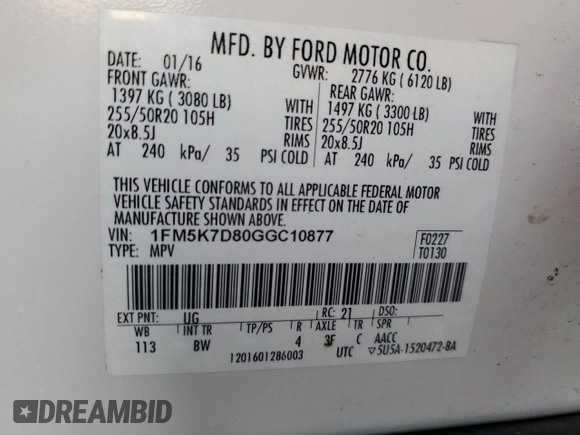 MFD. BY FORD MOTOR CO.
DATE: 01/16 GVWR: 2776 KG ( 6120 LB)
FRONT GAWR: REAR GAWR:
1397 KG ( 3080 LB) WITH 1497 KG ( 3300 LB) WITH
255/50R20 105H TIRES 255/50R20 105H TIRES
20x8.5J RIMS 20x8.5J RIMS
AT 240 kPa/ 35 PSI COLD AT 240 kPa/ 35 PSI COLD
THIS VEHICLE CONFORMS TO ALL APPLICABLE FEDERAL MOTOR
VEHICLE SAFETY STANDARDS IN EFFECT ON THE DATE OF
MANUFACTURE SHOWN ABOVE.
VIN: 1FM5K7D80GGC10877 F0227
TYPE: MPV T0130
EXT PNT: UG RC: 21 DSO:
WB INT TR TP/PS R AXLE TR SPR
113 BW 4 3F C AACC
1201601286003 UTC ▽5U5A-1520472-BA
DREAMBID